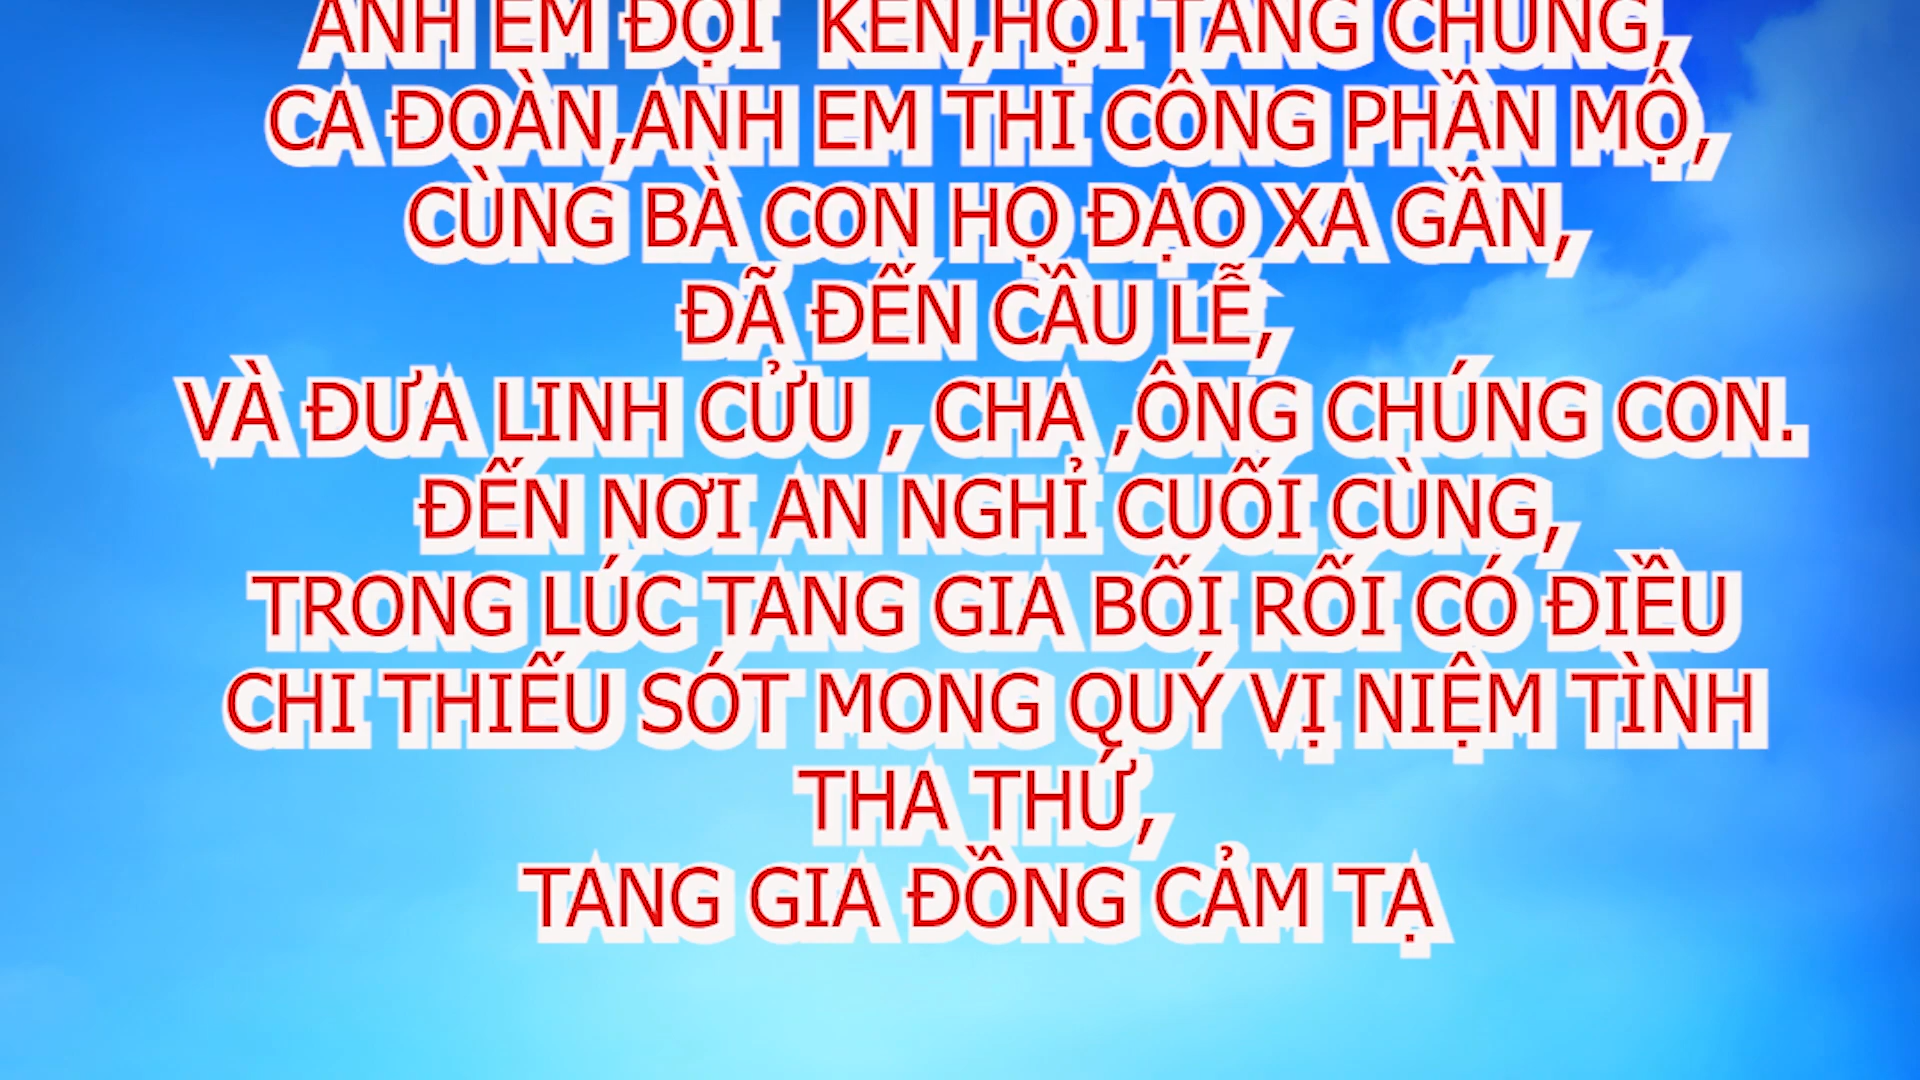 ANH EM ĐỘI KÈN,HỘI TANG CHUNG,
CA ĐOÀN,ANH EM THI CÔNG PHẦN MỘ,
CÙNG BÀ CON HỌ ĐẠO XA GẦN,
ĐÃ ĐẾN CẦU LỄ,
VÀ ĐƯA LINH CỬU , CHA ,ÔNG CHÚNG CON.
ĐẾN NƠI AN NGHỈ CUỐI CÙNG,
TRONG LÚC TANG GIA BỐI RỐI CÓ ĐIỀU
CHI THIẾU SÓT MONG QUÝ VỊ NIỆM TÌNH
THA THỨ,
TANG GIA ĐỒNG CẢM TẠ